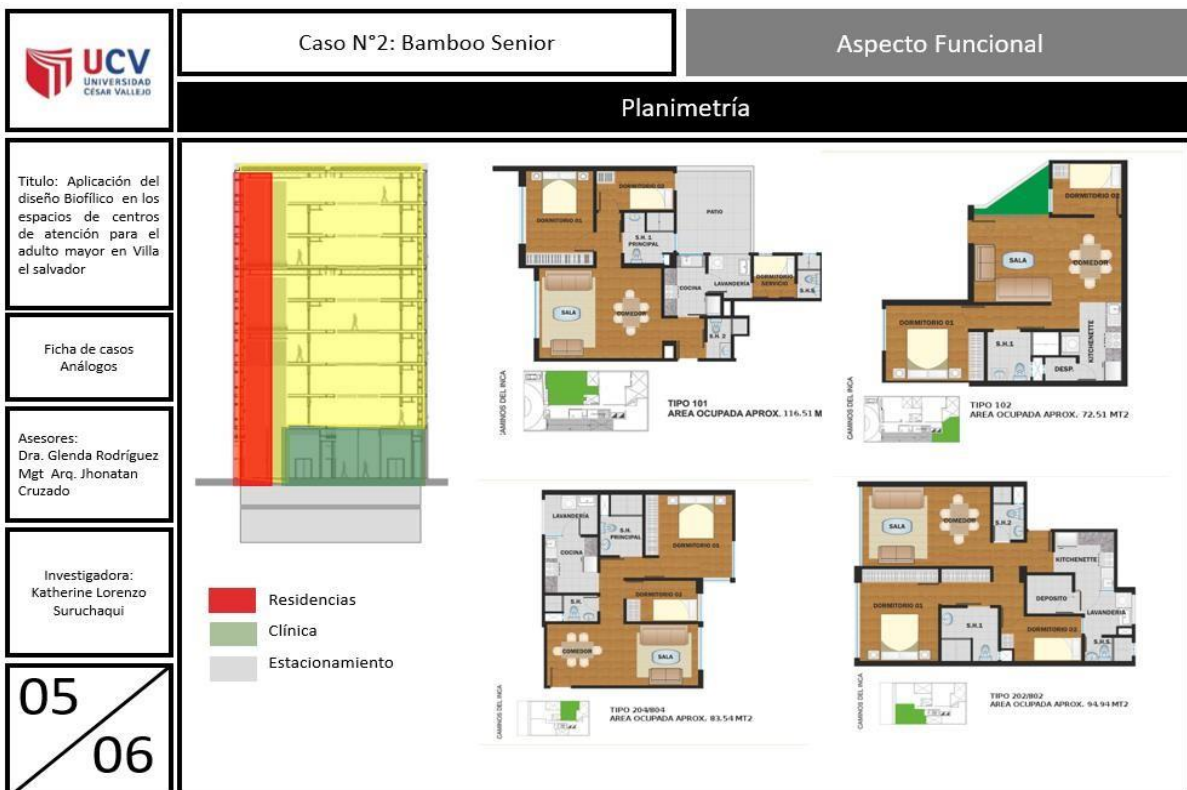 UCV
UNIVERSIDAD
CÉSAR VALLEJO
Caso N°2: Bamboo Senior
Aspecto Funcional
Planimetría
Titulo: Aplicación del
diseño Biofílico en los
espacios de centros
de atención para el
adulto mayor en Villa
el salvador
Ficha de casos
Análogos
Asesores:
Dra. Glenda Rodríguez
Mgt Arq. Jhonatan
Cruzado
Investigadora:
Katherine Lorenzo
Suruchaqui
05
06
Residencias
Clínica
Estacionamiento
DORMITORIO 01
DORMITORIO 02
PATIO
S.H. 1
PRINCIPAL
COCINA
LAVANDERÍA
DORMITORIO
SERVICIO
S.H.S.
SALA
COMEDOR
S.H. 2
CAMINOS DEL INCA
TIPO 101
AREA OCUPADA APROX. 116.51 M
DORMITORIO 02
SALA
COMEDOR
DORMITORIO 01
S.H.1
KITCHENETTE
DESP.
CAMINOS DEL INCA
TIPO 102
AREA OCUPADA APROX. 72.51 MT2
LAVANDERÍA
S.H.
PRINCIPAL
COCINA
S.H.
COMEDOR
SALA
CAMINOS DEL INCA
TIPO 204/804
AREA OCUPADA APROX. 83.54 MT2
SALA
COMEDOR
S.H.2
KITCHENETTE
DEPOSITO
DORMITORIO 01
LAVANDERIA
S.H.1
DORMITORIO 02
S.H.S.
CAMINOS DEL INCA
TIPO 202/802
AREA OCUPADA APROX. 94.94 MT2